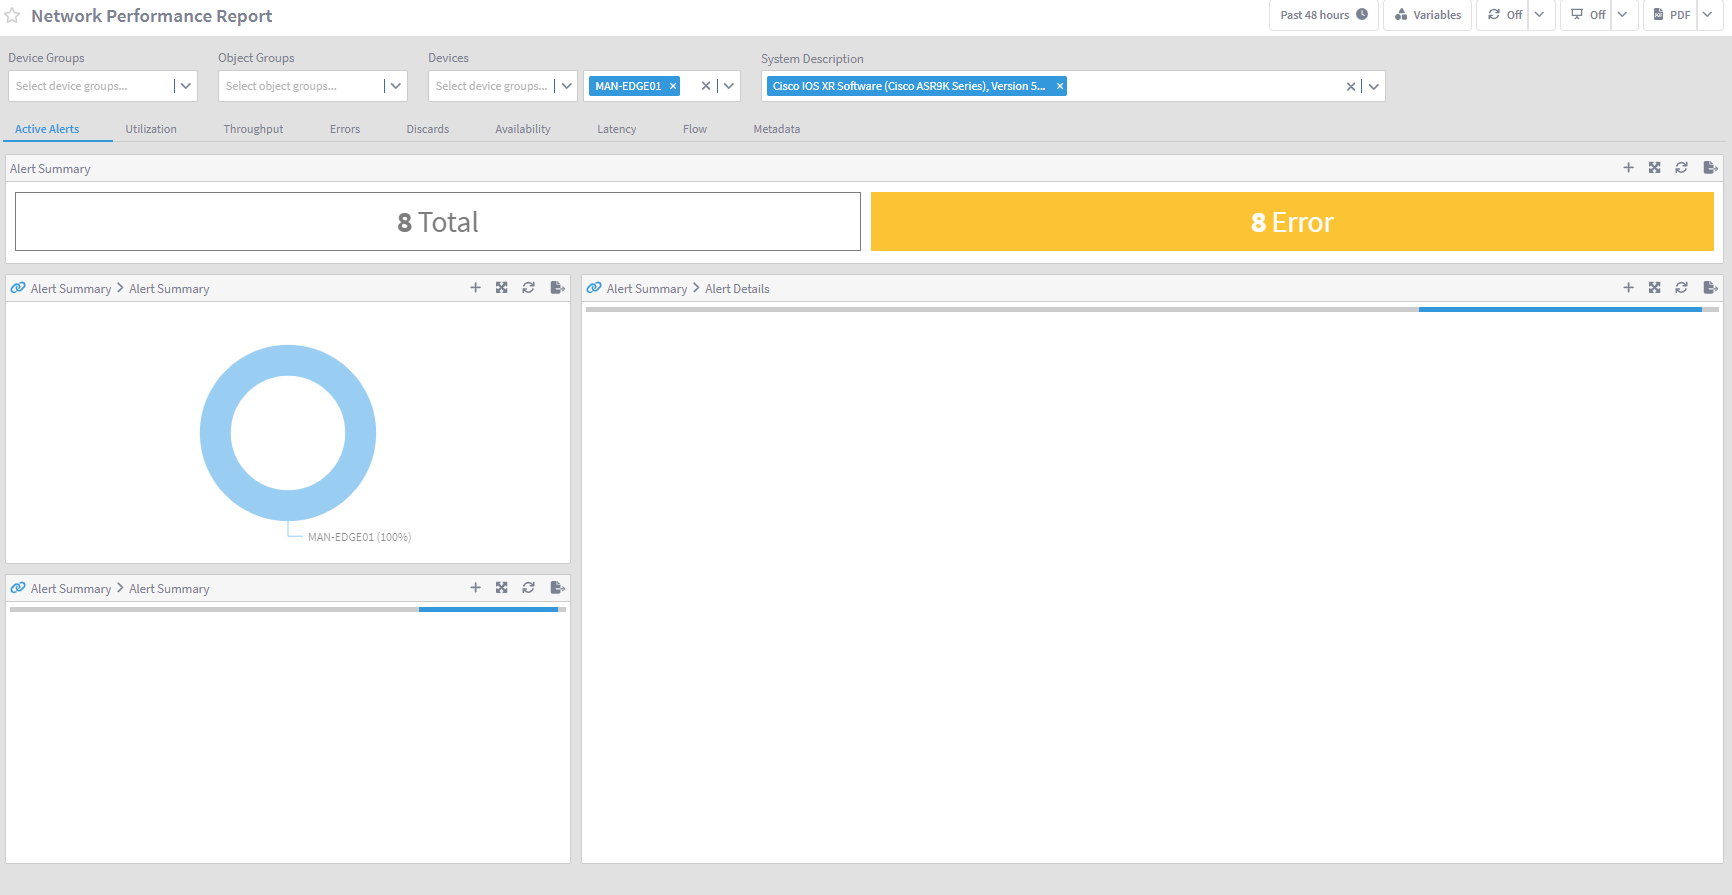 Network Performance Report
Past 48 hours
Variables
Off
Off
PDF
Device Groups
Object Groups
Devices
System Description
Select device groups...
Select object groups...
Select device groups...
MAN-EDGE01
Cisco IOS XR Software (Cisco ASR9K Series), Version 5...
Active Alerts
Utilization
Throughput
Errors
Discards
Availability
Latency
Flow
Metadata
Alert Summary
8 Total
8 Error
Alert Summary > Alert Summary
MAN-EDGE01 (100%)
Alert Summary > Alert Details
Alert Summary > Alert Summary